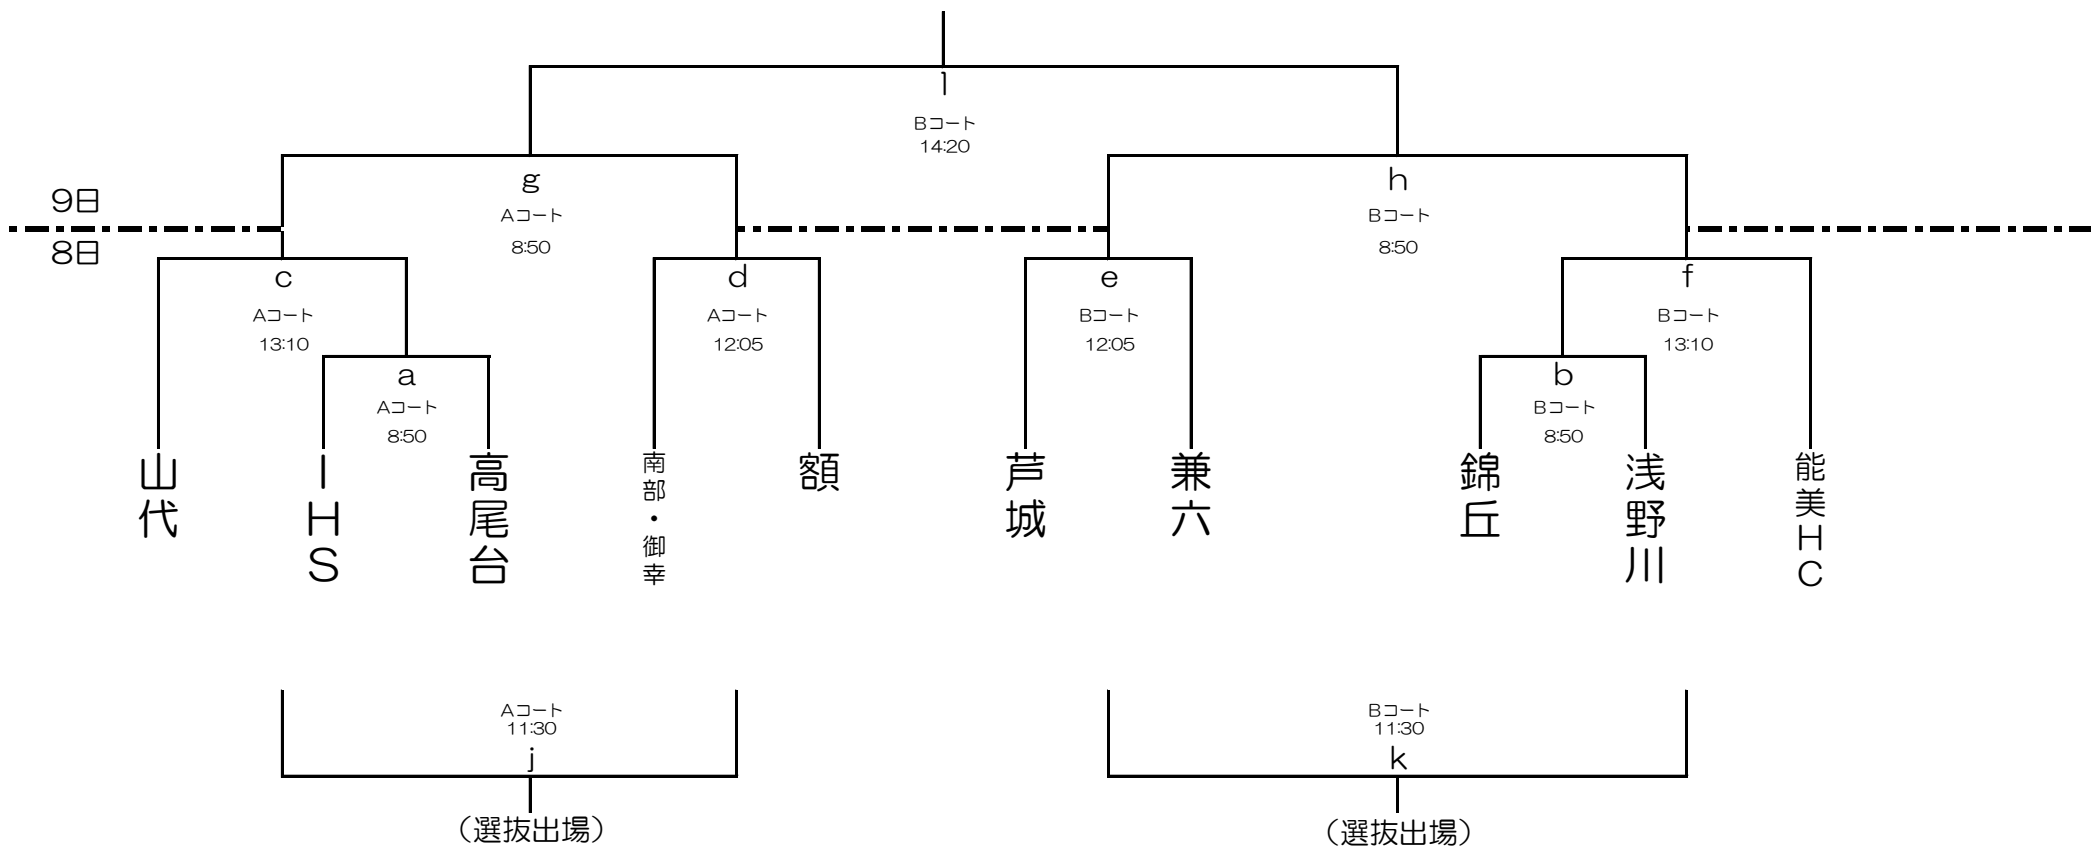 l
Bコート
14:20
g
Aコート
8:50
h
Bコート
8:50
9日
8日
c
Aコート
13:10
d
Aコート
12:05
e
Bコート
12:05
f
Bコート
13:10
a
Aコート
8:50
b
Bコート
8:50
山代
IHS
高尾台
南部・御幸
額
芦城
兼六
錦丘
浅野川
能美HC
Aコート
11:30
j
(選抜出場)
Bコート
11:30
k
(選抜出場)